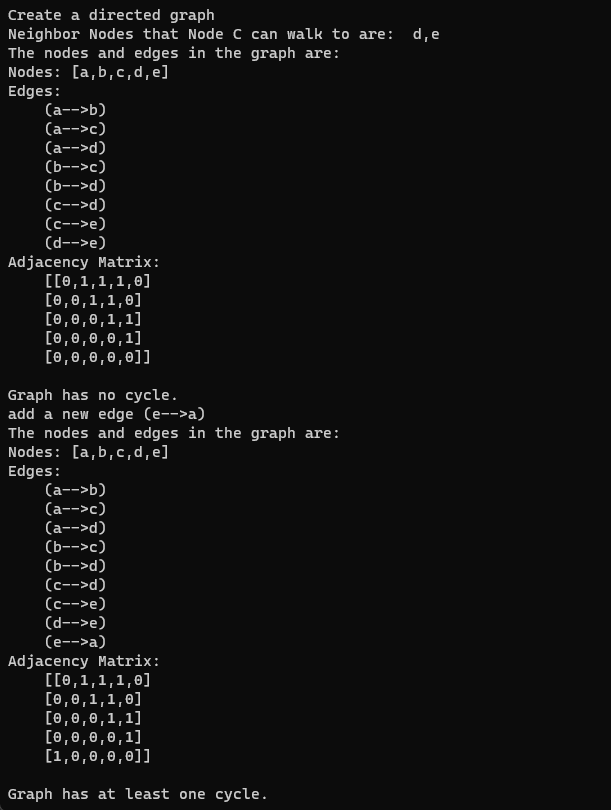 Create a directed graph
Neighbor Nodes that Node C can walk to are:  d,e
The nodes and edges in the graph are:
Nodes: [a,b,c,d,e]
Edges:
    (a-->b)
    (a-->c)
    (a-->d)
    (b-->c)
    (b-->d)
    (c-->d)
    (c-->e)
    (d-->e)
Adjacency Matrix:
    [[0,1,1,1,0]
    [0,0,1,1,0]
    [0,0,0,1,1]
    [0,0,0,0,1]
    [0,0,0,0,0]]

Graph has no cycle.
add a new edge (e-->a)
The nodes and edges in the graph are:
Nodes: [a,b,c,d,e]
Edges:
    (a-->b)
    (a-->c)
    (a-->d)
    (b-->c)
    (b-->d)
    (c-->d)
    (c-->e)
    (d-->e)
    (e-->a)
Adjacency Matrix:
    [[0,1,1,1,0]
    [0,0,1,1,0]
    [0,0,0,1,1]
    [0,0,0,0,1]
    [1,0,0,0,0]]

Graph has at least one cycle.